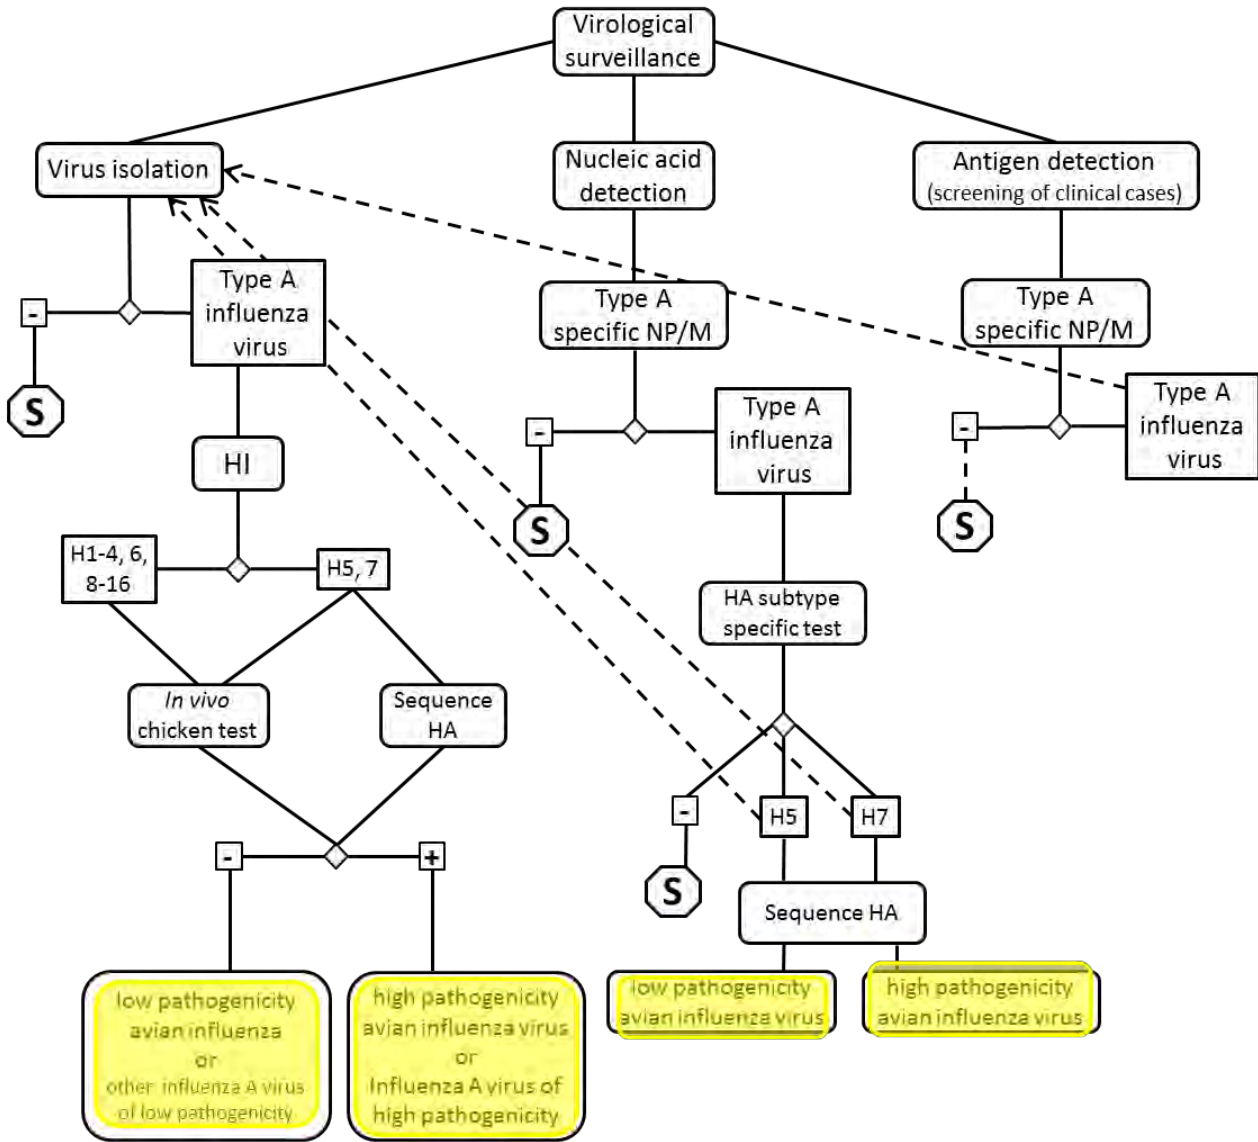 Virological
surveillance
Virus isolation
Nucleic acid
detection
Antigen detection
(screening of clinical cases)
Type A
influenza
virus
Type A
specific NP/M
Type A
specific NP/M
-
S
Type A
influenza
virus
Type A
influenza
virus
-
-
HI
S
S
H1-4, 6,
8-16
H5, 7
HA subtype
specific test
In vivo
chicken test
Sequence
HA
-
H5
H7
-
+
S
Sequence HA
low pathogenicity
avian influenza
or
other influenza A virus
of low pathogenicity
high pathogenicity
avian influenza virus
or
Influenza A virus of
high pathogenicity
low pathogenicity
avian influenza virus
high pathogenicity
avian influenza virus